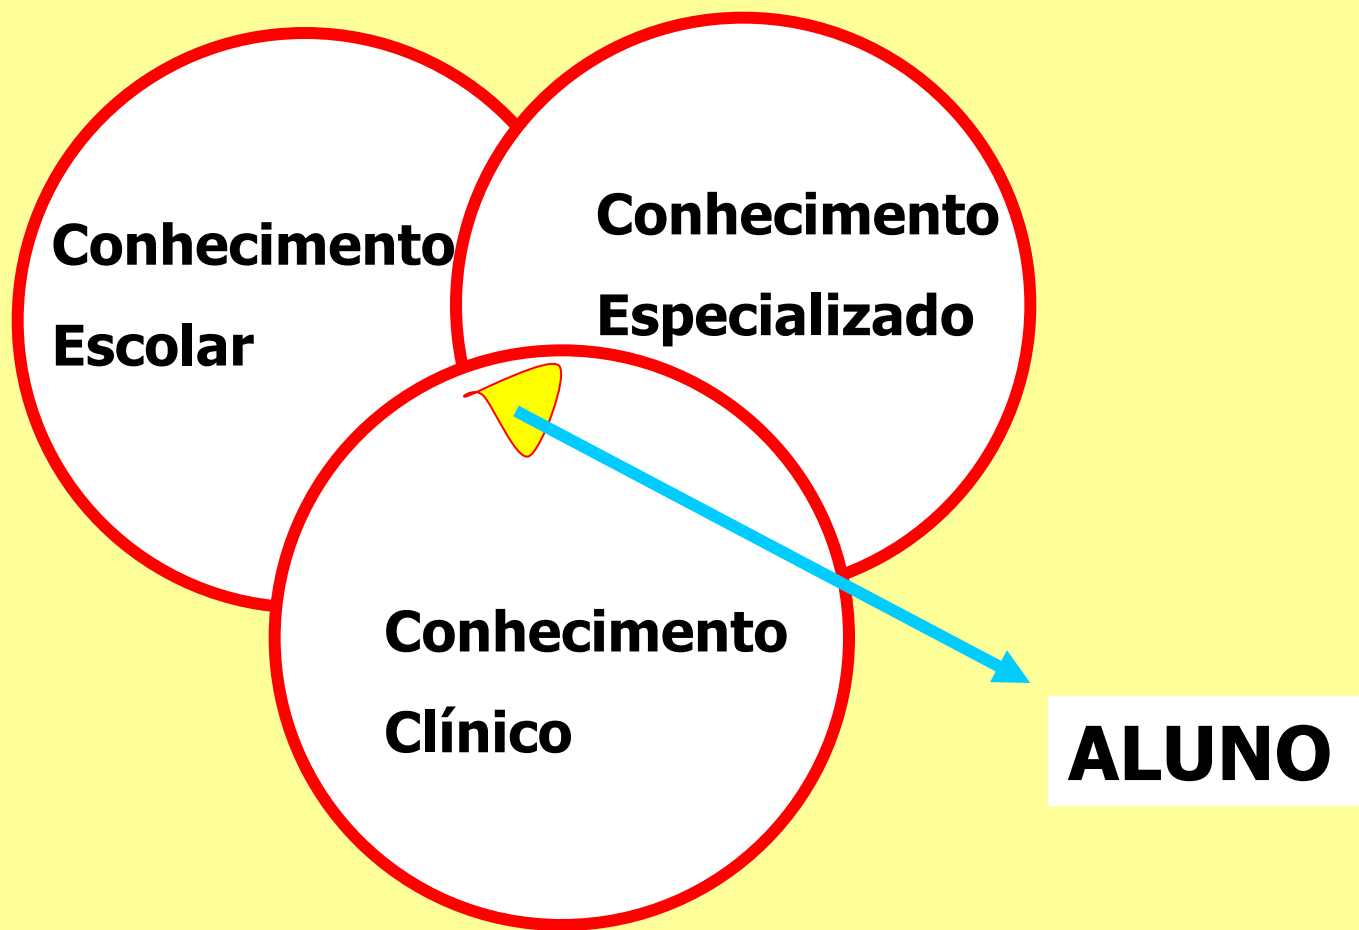 Conhecimento
Escolar
Conhecimento
Especializado
Conhecimento
Clínico
ALUNO